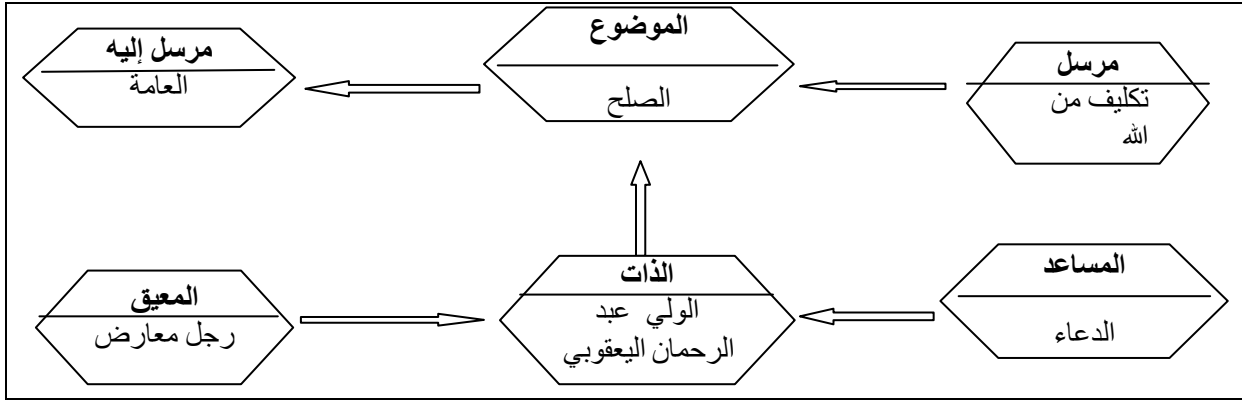 مرسل
تكليف من
الله
الموضوع
الصلح
مرسل إليه
العامة
المساعد
الدعاء
الذات
الولي عبد
الرحمان اليعقوبي
المعيق
رجل معارض